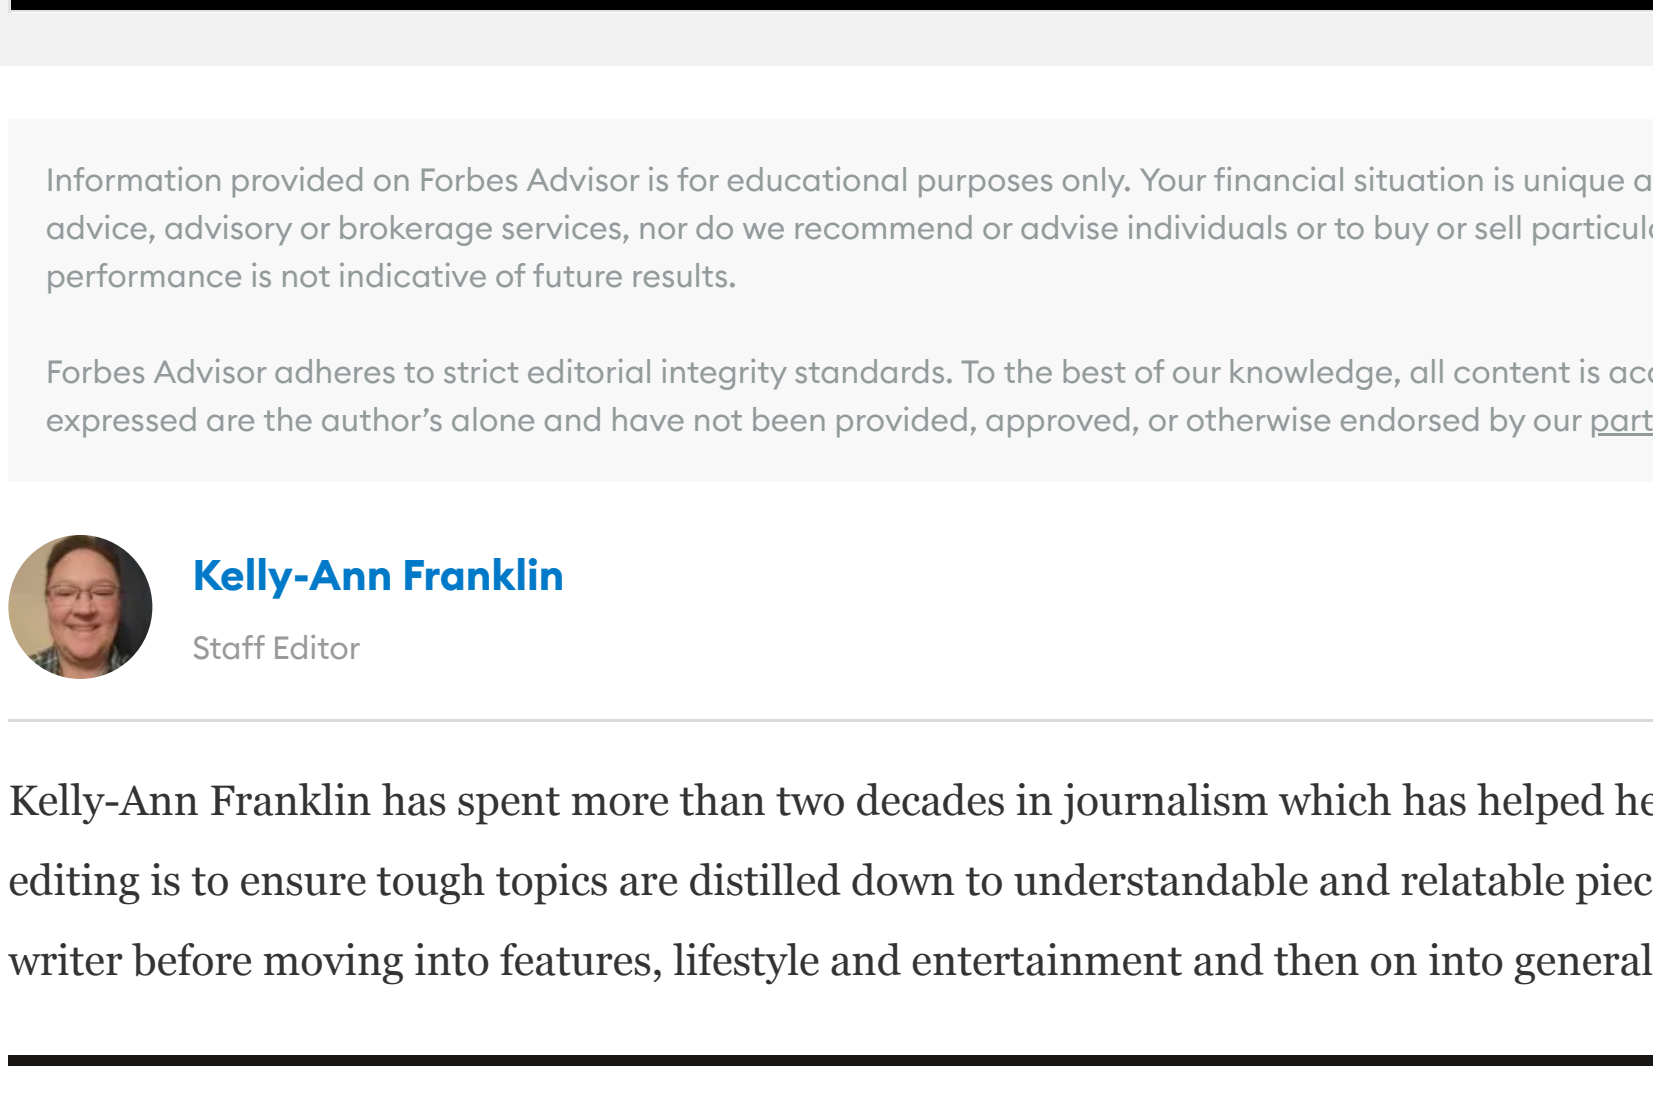 Information provided on Forbes Advisor is for educational purposes only. Your financial situation is unique a
advice, advisory or brokerage services, nor do we recommend or advise individuals or to buy or sell particul
performance is not indicative of future results.
Forbes Advisor adheres to strict editorial integrity standards. To the best of our knowledge, all content is acc
expressed are the author’s alone and have not been provided, approved, or otherwise endorsed by our part
Kelly-Ann Franklin
Staff Editor
Kelly-Ann Franklin has spent more than two decades in journalism which has helped he
editing is to ensure tough topics are distilled down to understandable and relatable piec
writer before moving into features, lifestyle and entertainment and then on into general